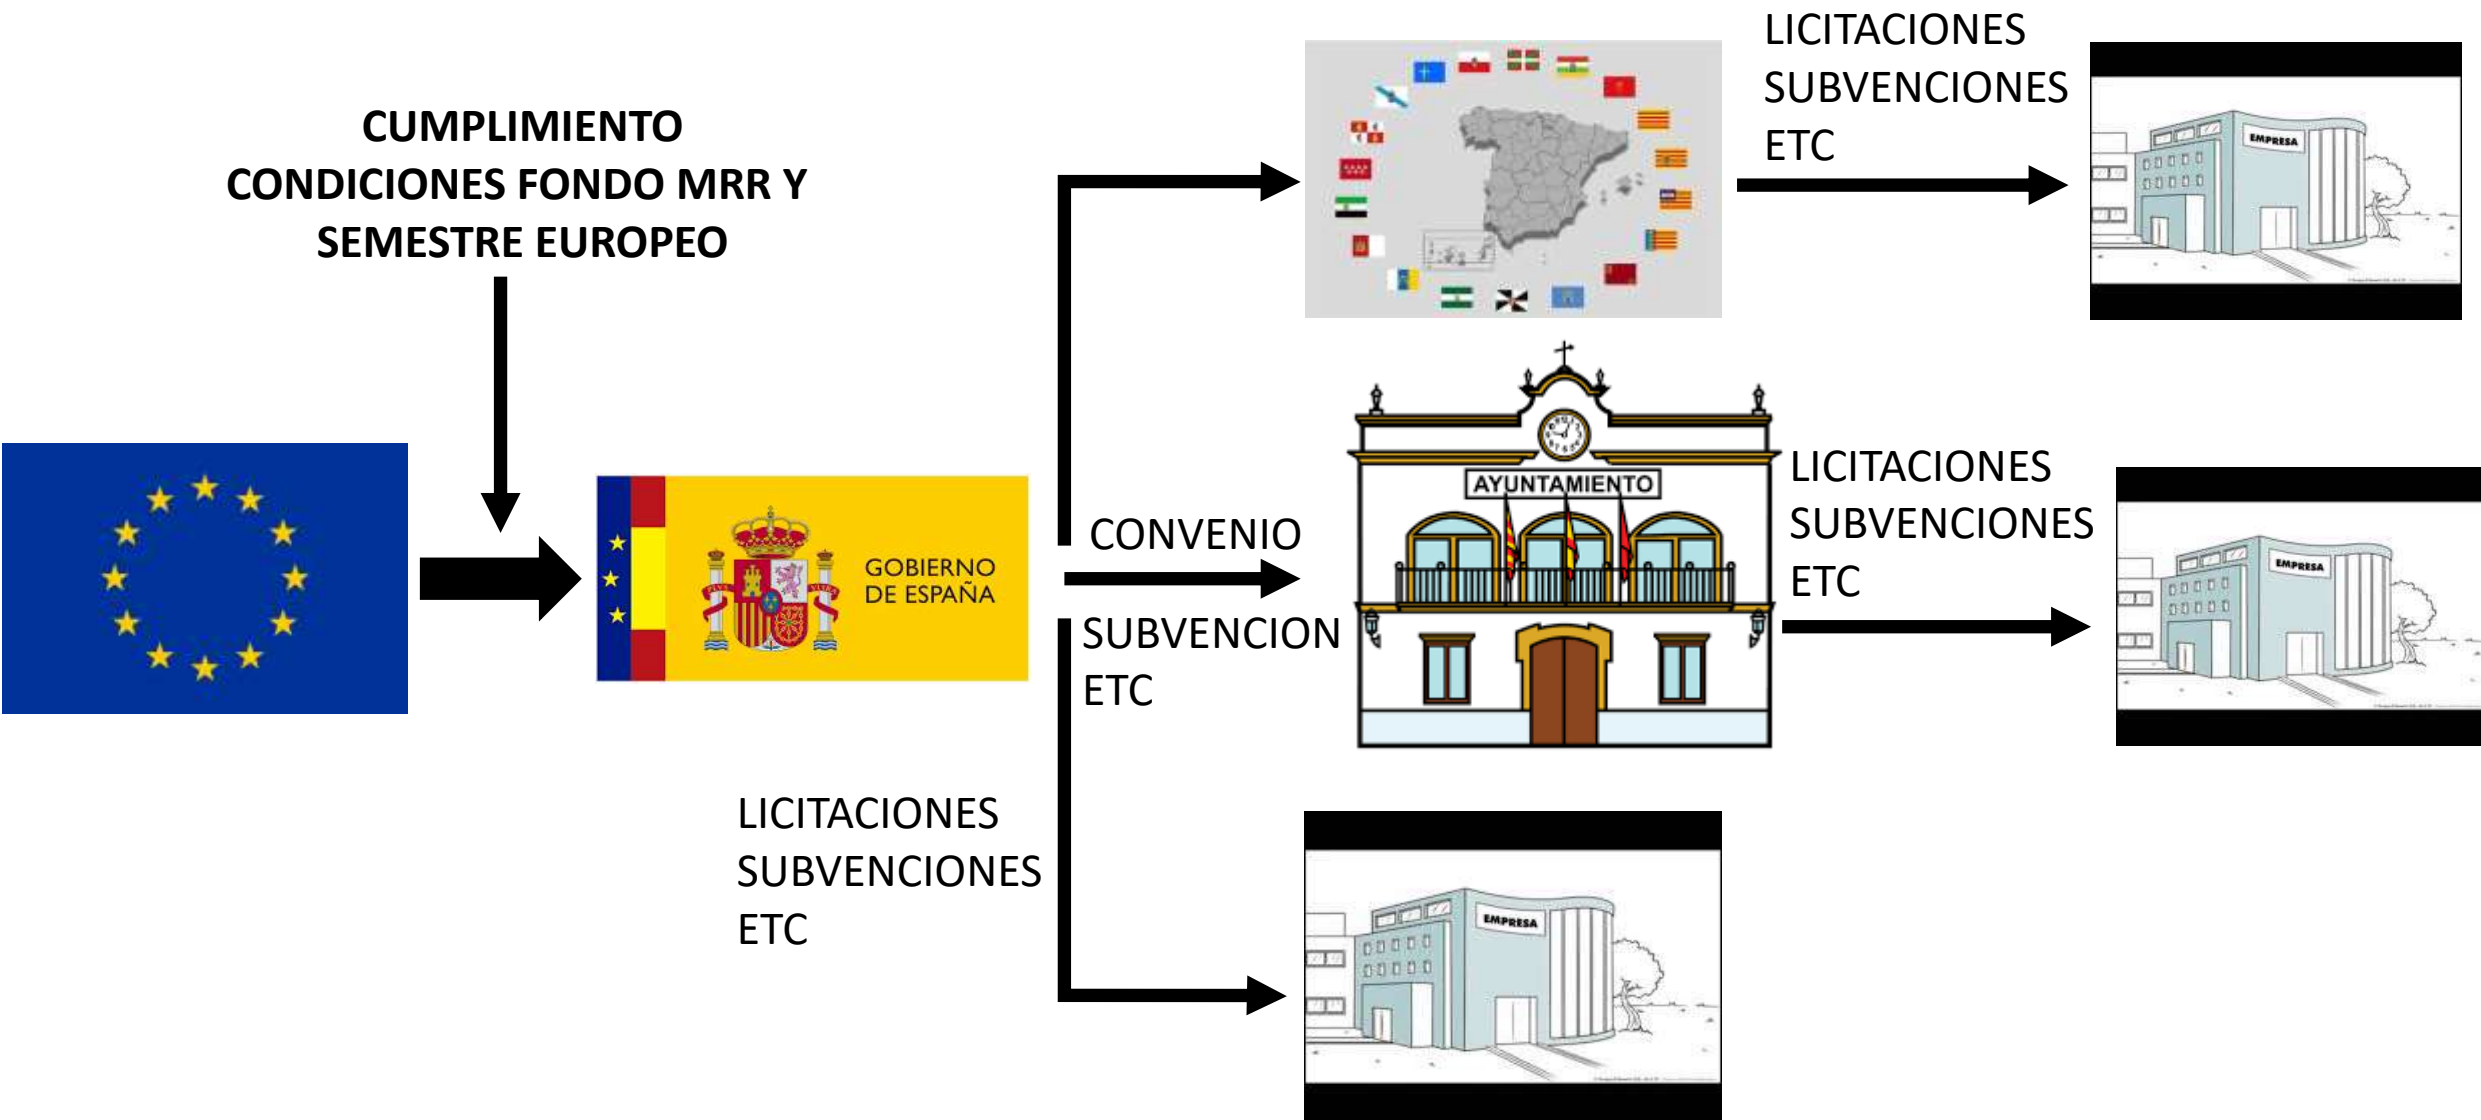 CUMPLIMIENTO
CONDICIONES FONDO MRR Y
SEMESTRE EUROPEO
GOBIERNO
DE ESPAÑA
CONVENIO
SUBVENCION
ETC
LICITACIONES
SUBVENCIONES
ETC
EMPRESA
AYUNTAMIENTO
LICITACIONES
SUBVENCIONES
ETC
EMPRESA
LICITACIONES
SUBVENCIONES
ETC
EMPRESA